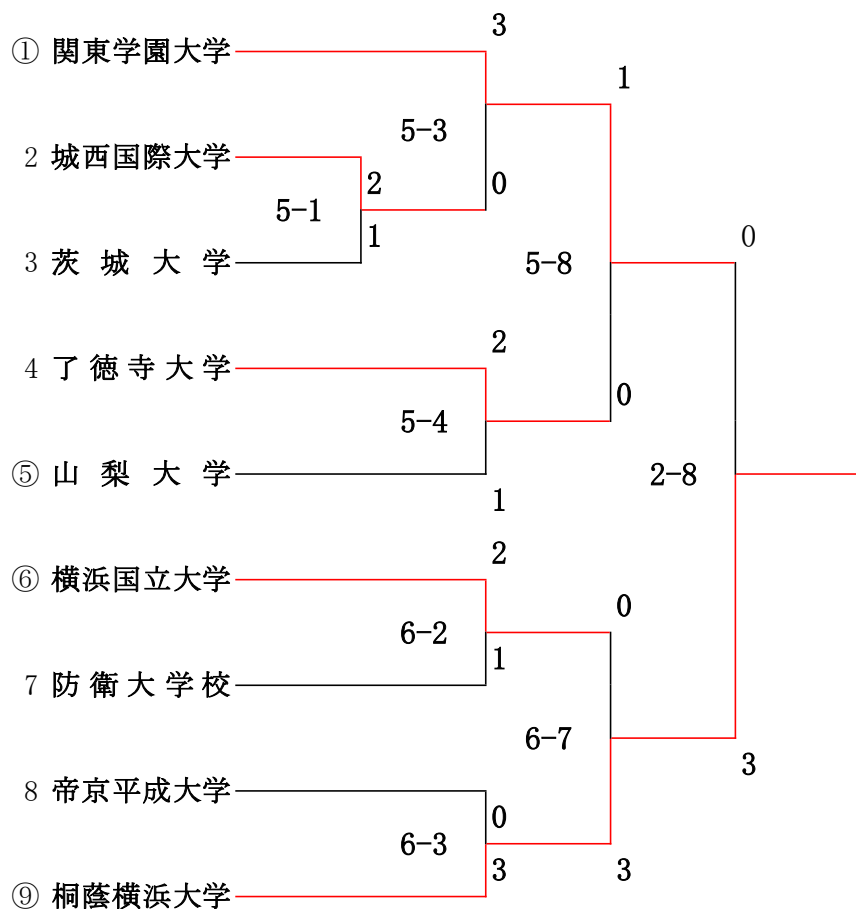 3
① 関東学園大学
1
5-3
2 城西国際大学
2
0
5-1
1
0
3 茨城大学
5-8
2
4 了徳寺大学
0
5-4
⑤ 山梨大学
2-8
1
2
⑥ 横浜国立大学
0
6-2
1
7 防衛大学校
6-7
3
8 帝京平成大学
0
6-3
3
3
⑨ 桐蔭横浜大学